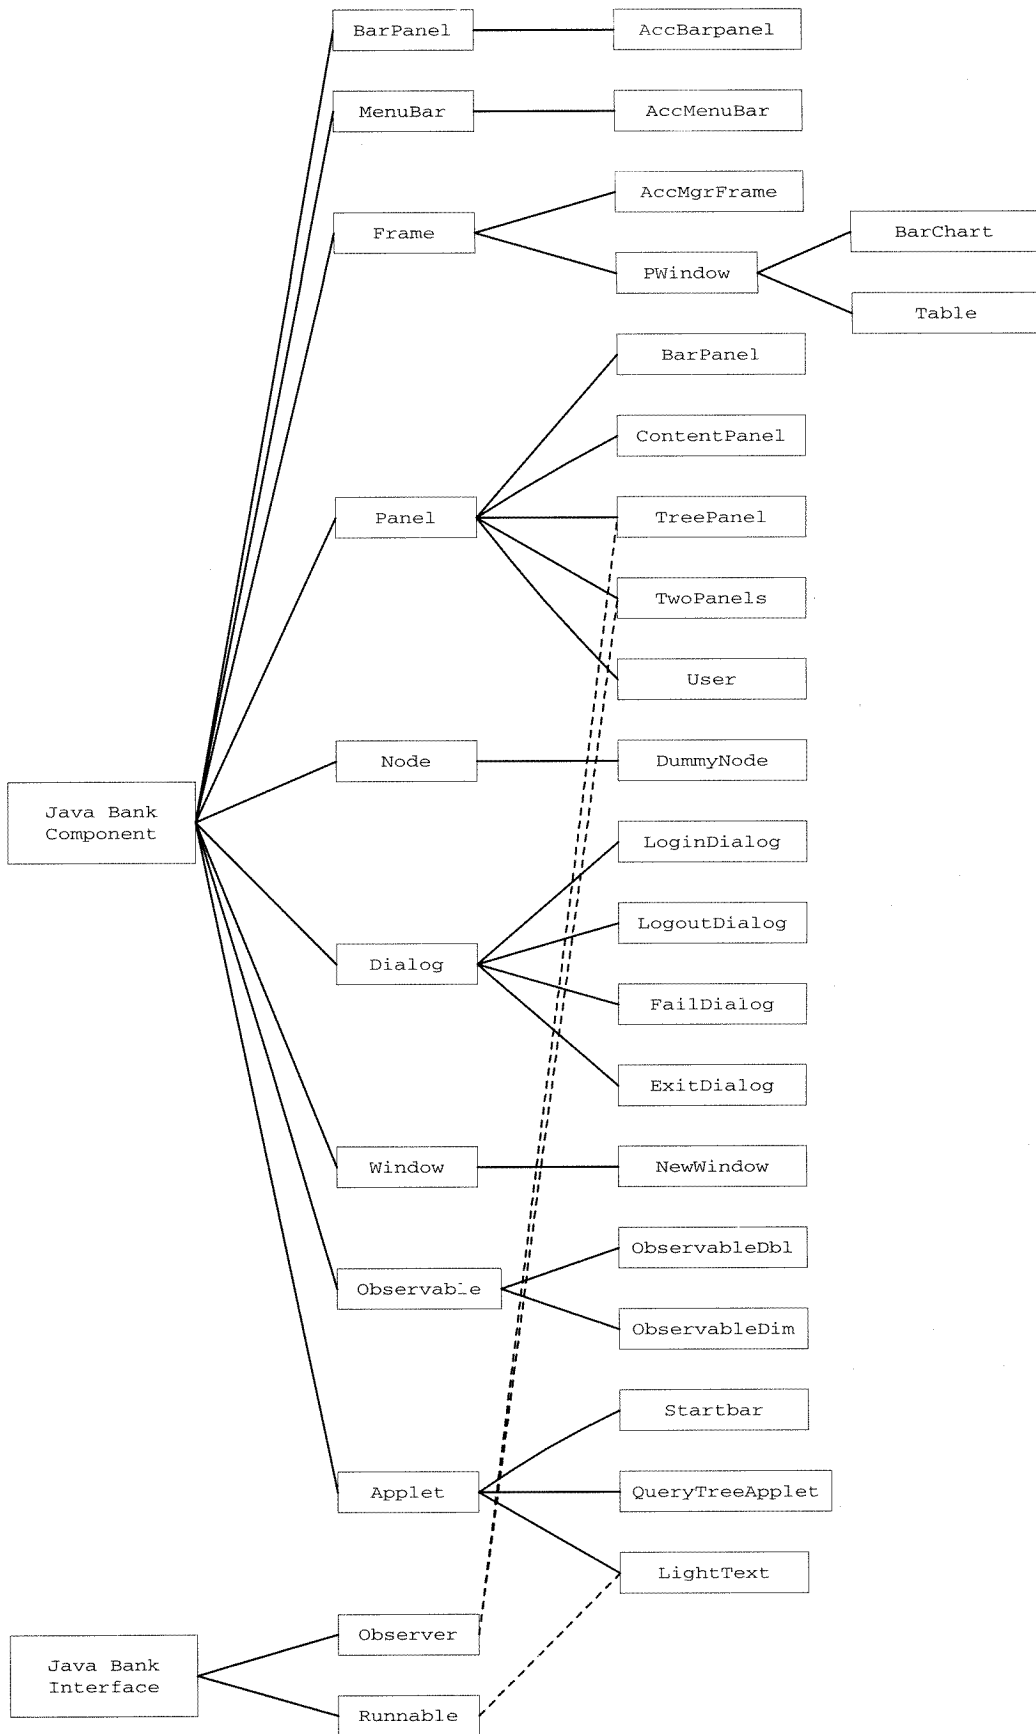 BarPanel
AccBarpanel
MenuBar
AccMenuBar
AccMgrFrame
Frame
BarChart
PWindow
Table
BarPanel
ContentPanel
Panel
TreePanel
TwoPanels
User
Node
DummyNode
Java Bank
Component
LoginDialog
LogoutDialog
Dialog
FailDialog
ExitDialog
Window
NewWindow
ObservableDbl
Observable
ObservableDim
Startbar
Applet
QueryTreeApplet
LightText
Observer
Java Bank
Interface
Runnable